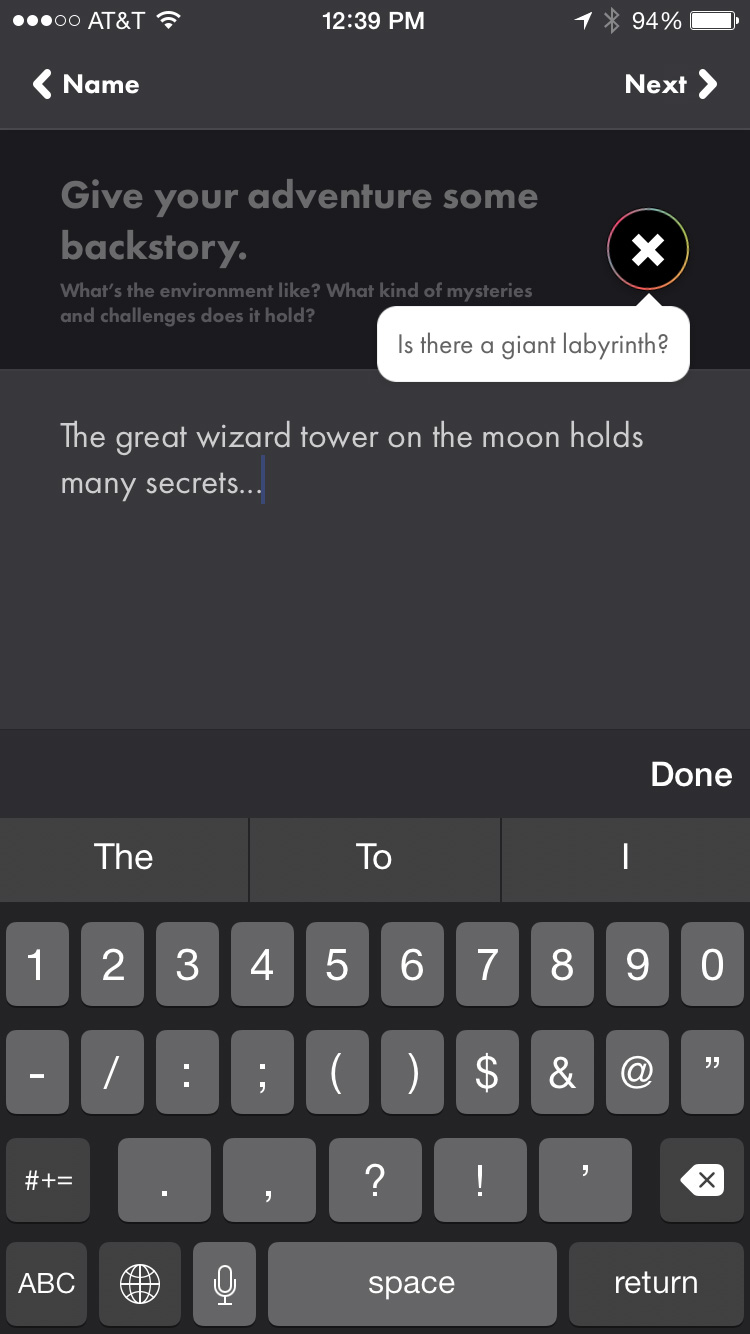 AT&T 12:39 PM 94%
Name Next
Give your adventure some
backstory.
What's the environment like? What kind of mysteries
and challenges does it hold?
Is there a giant labyrinth?
The great wizard tower on the moon holds
many secrets...
Done
The To I
1 2 3 4 5 6 7 8 9 0
- / : ; ( ) $ & @ ”
#+= . , ? ! ’
ABC space return